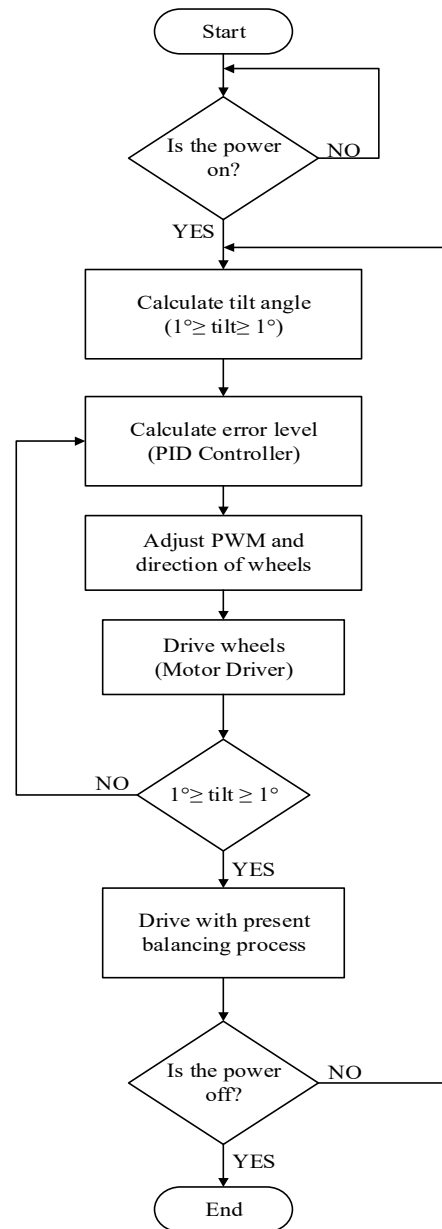 Start
Is the power
on?
NO
YES
Calculate tilt angle
(1°≥ tilt≥ 1°)
Calculate error level
(PID Controller)
Adjust PWM and
direction of wheels
Drive wheels
(Motor Driver)
NO
1°≥ tilt ≥ 1°
YES
Drive with present
balancing process
Is the power
off?
NO
YES
End